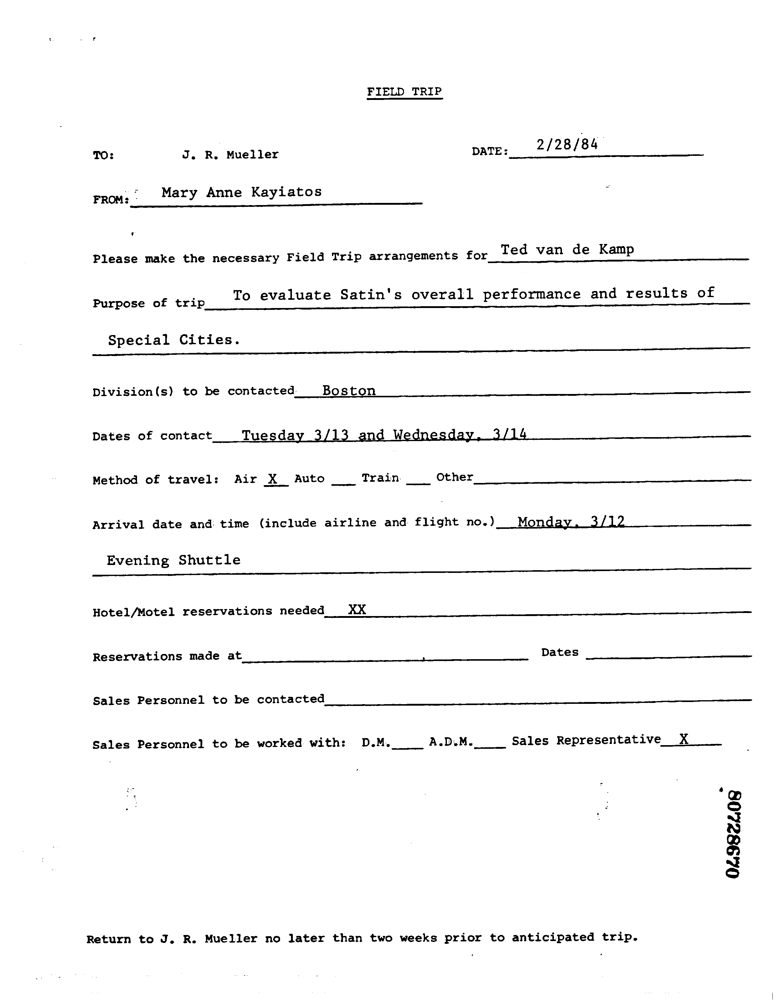 FIELD TRIP
TO: J. R. Mueller DATE: 2/28/84
FROM: Mary Anne Kayiatos
Please make the necessary Field Trip arrangements for Ted van de Kamp
Purpose of trip To evaluate Satin's overall performance and results of
Special Cities.
Division(s) to be contacted Boston
Dates of contact Tuesday 3/13 and Wednesday, 3/14
Method of travel: Air X Auto ___ Train ___ Other
Arrival date and time (include airline and flight no.) Monday, 3/12
Evening Shuttle
Hotel/Motel reservations needed XX
Reservations made at Dates
Sales Personnel to be contacted
Sales Personnel to be worked with: D.M.____ A.D.M.____ Sales Representative X
80728670
Return to J. R. Mueller no later than two weeks prior to anticipated trip.